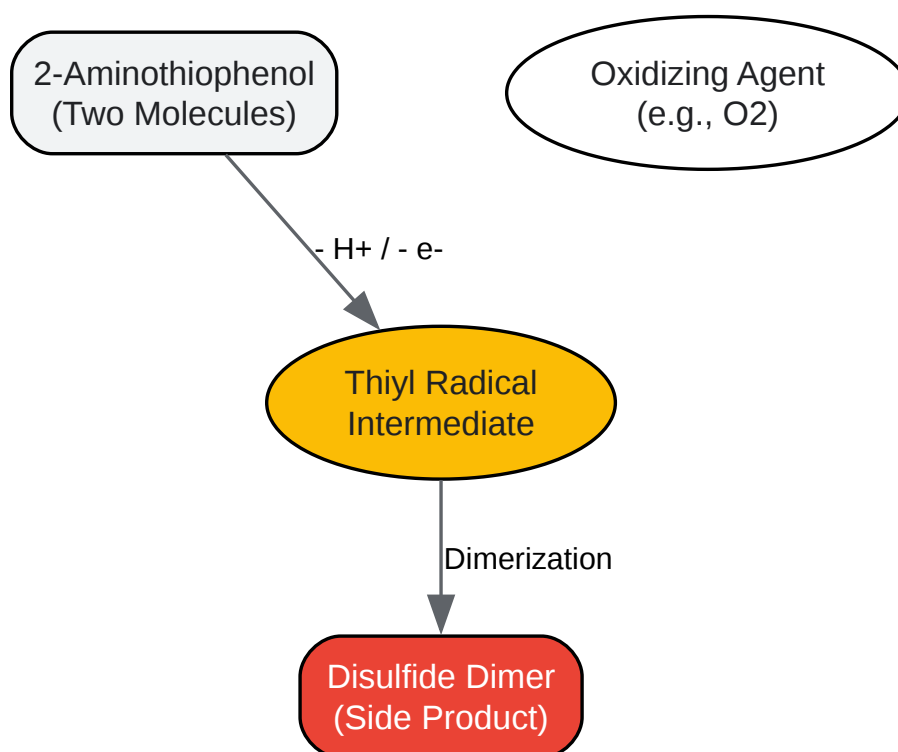 2-Aminothiophenol
(Two Molecules)
Oxidizing Agent
(e.g., O2)
- H+ / - e-
Thiyl Radical
Intermediate
Dimerization
Disulfide Dimer
(Side Product)